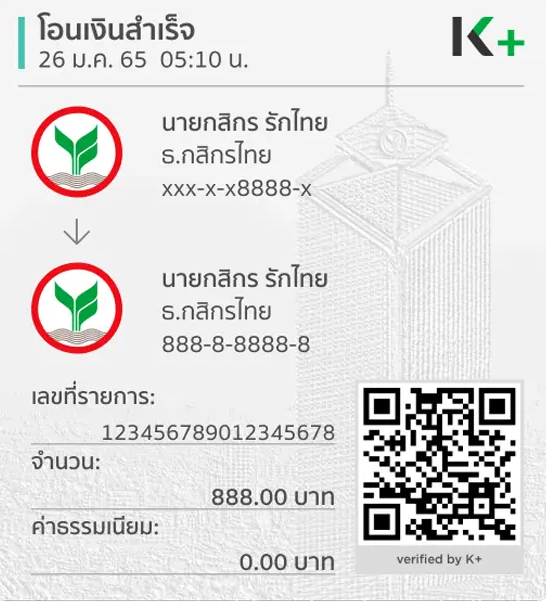 โอนเงินสำเร็จ
26 ม.ค. 65 05:10 น.
K+
นายกสิกร รักไทย
ธ.กสิกรไทย
xxx-x-x8888-x
นายกสิกร รักไทย
ธ.กสิกรไทย
888-8-8888-8
เลขที่รายการ:
123456789012345678
จำนวน:
888.00 บาท
ค่าธรรมเนียม:
0.00 บาท
verified by K+